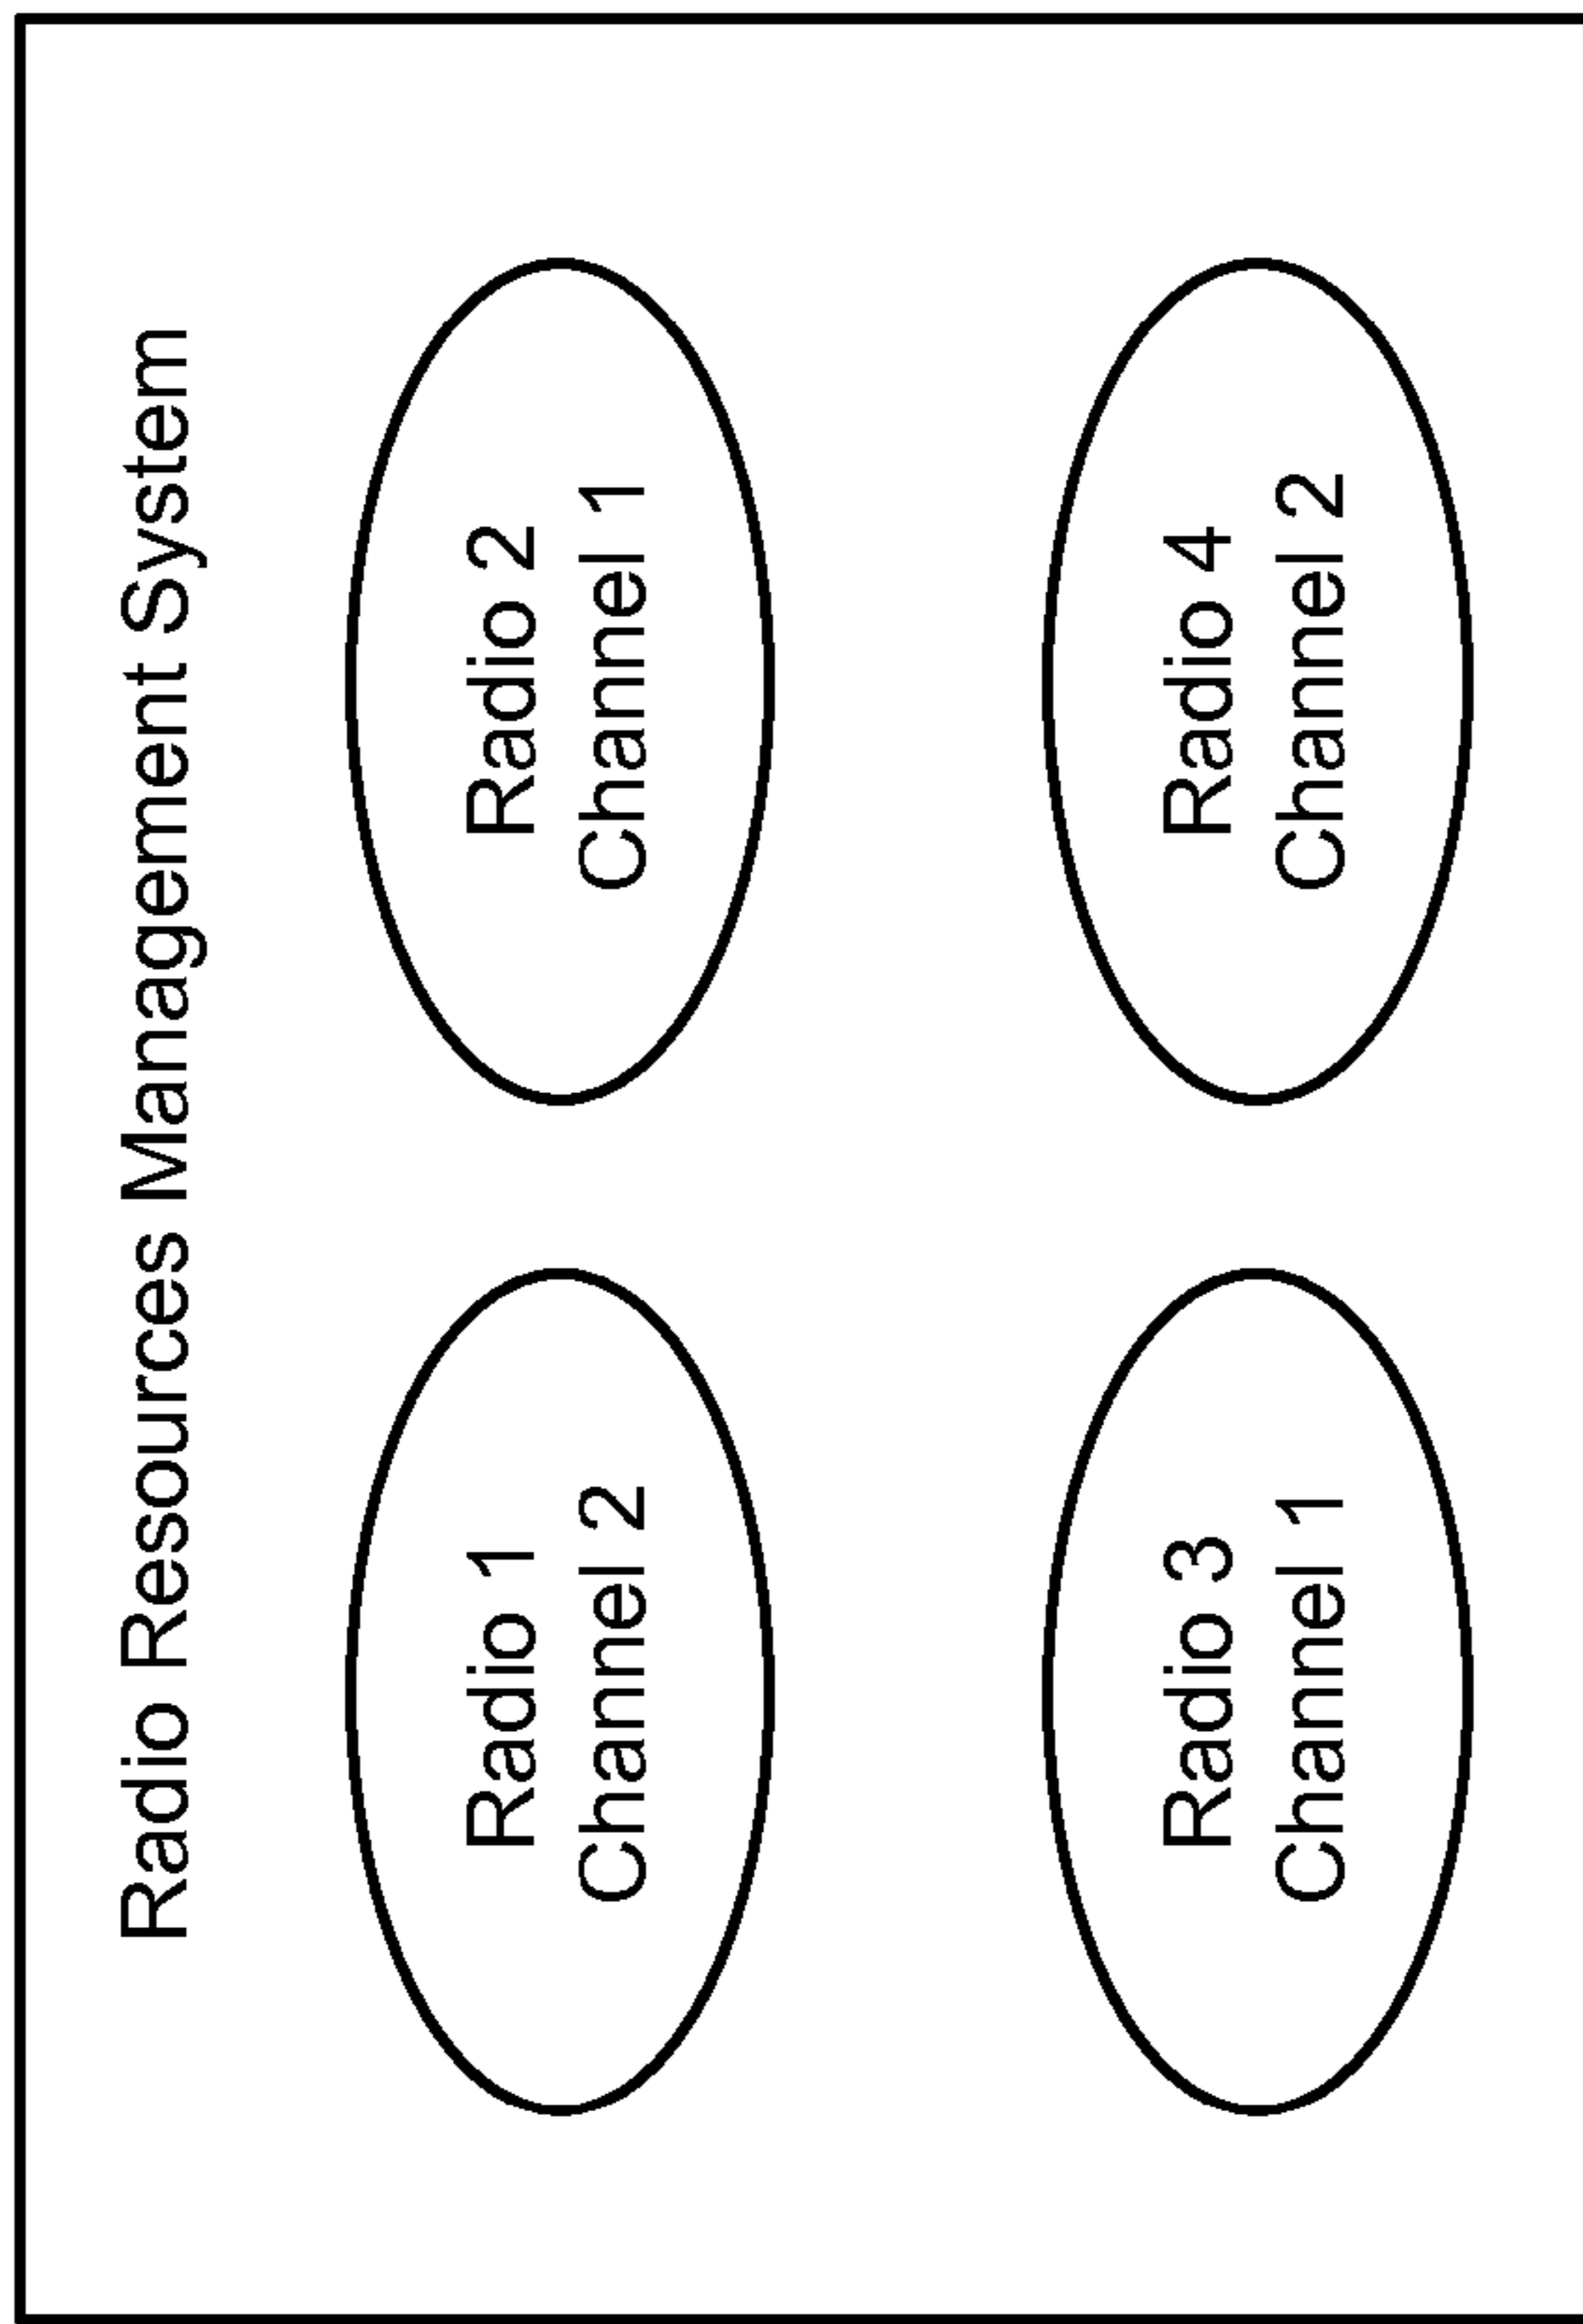 Radio Resources Management System
Radio 1
Channel 2
Radio 2
Channel 1
Radio 3
Channel 1
Radio 4
Channel 2